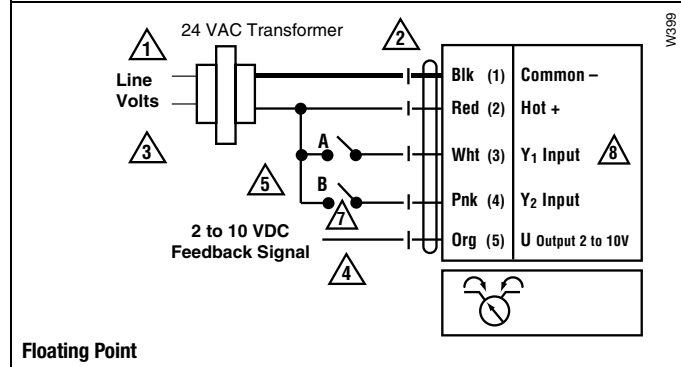 W399
24 VAC Transformer
1
2
Line
Volts
3
Blk (1) Common –
Red (2) Hot +
A
Wht (3) Y₁ Input 8
5
B
Pnk (4) Y₂ Input
7
2 to 10 VDC
Feedback Signal
Org (5) U Output 2 to 10V
4
Floating Point